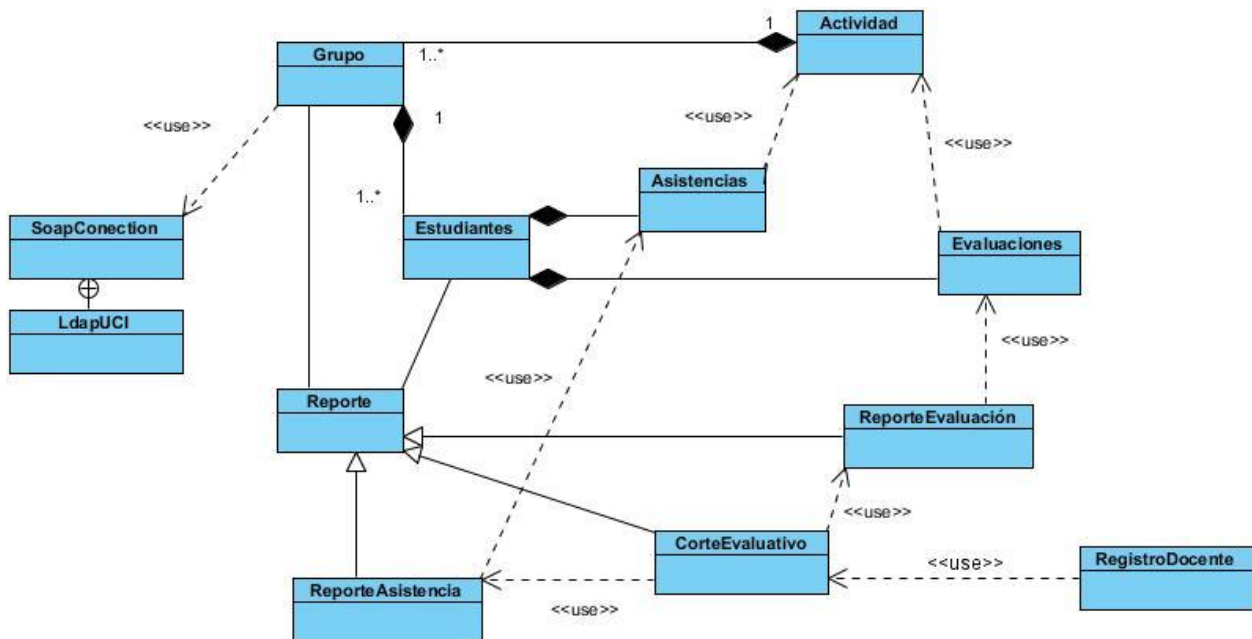 Actividad
1
Grupo
1..*
<<use>>
1
<<use>>
<<use>>
Asistencias
1..*
SoapConection
Estudiantes
Evaluaciones
LdapUCI
<<use>>
<<use>>
Reporte
ReporteEvaluación
<<use>>
CorteEvaluativo
RegistroDocente
<<use>>
ReporteAsistencia
<<use>>